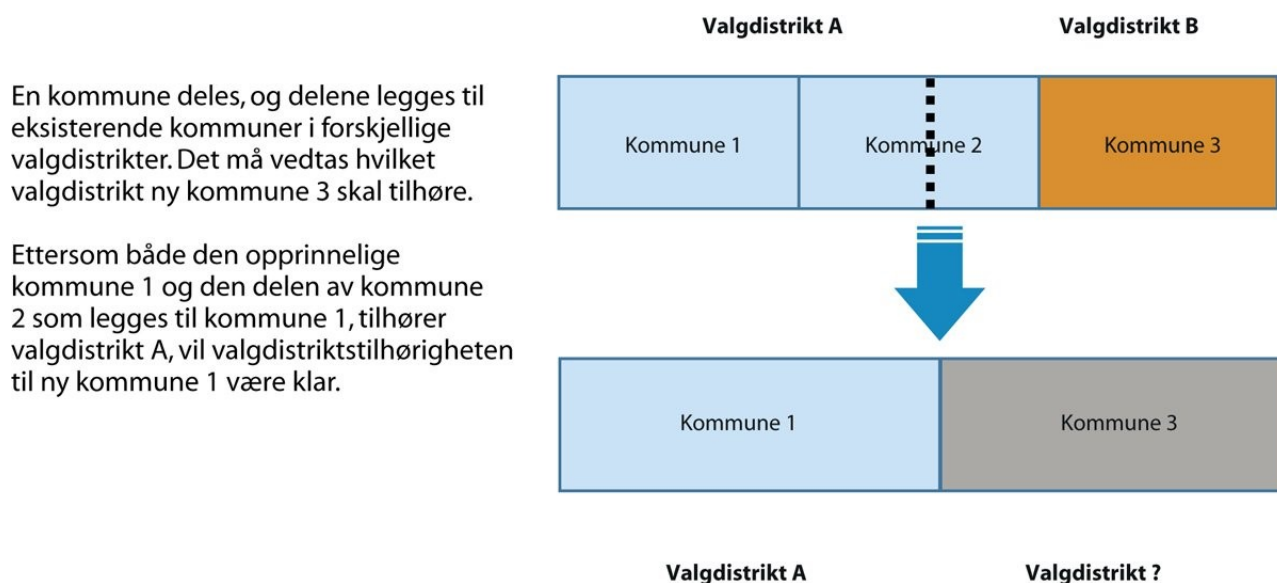 Valgdistrikt A
Valgdistrikt B
En kommune deles, og delene legges til
eksisterende kommuner i forskjellige
valgdistrikter. Det må vedtas hvilket
valgdistrikt ny kommune 3 skal tilhøre.
Ettersom både den opprinnelige
kommune 1 og den delen av kommune
2 som legges til kommune 1, tilhører
valgdistrikt A, vil valgdistriktstilhørigheten
til ny kommune 1 være klar.
Kommune 1
Kommune 2
Kommune 3
Kommune 1
Kommune 3
Valgdistrikt A
Valgdistrikt ?